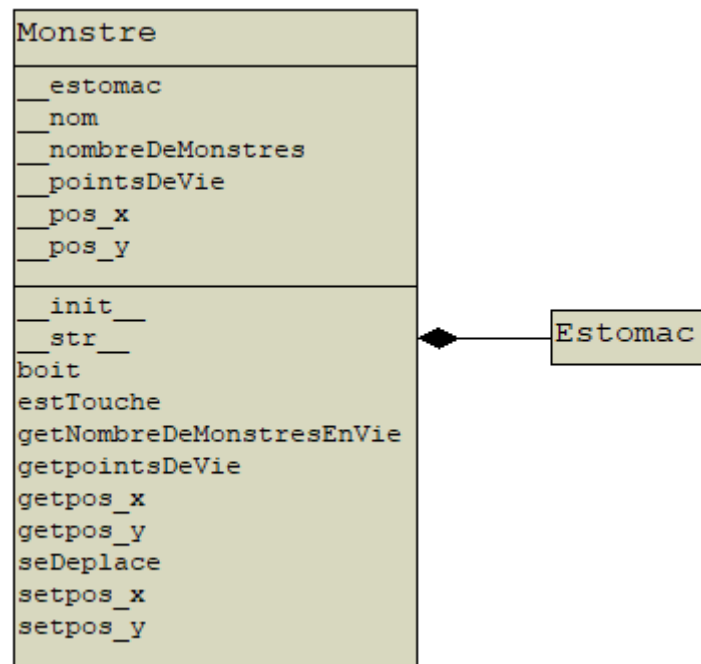 Monstre
__estomac
__nom
__nombreDeMonstres
__pointsDeVie
__pos_x
__pos_y
__init__
__str__
boit
estTouche
getNombreDeMonstresEnVie
getpointsDeVie
getpos_x
getpos_y
seDeplace
setpos_x
setpos_y
Estomac